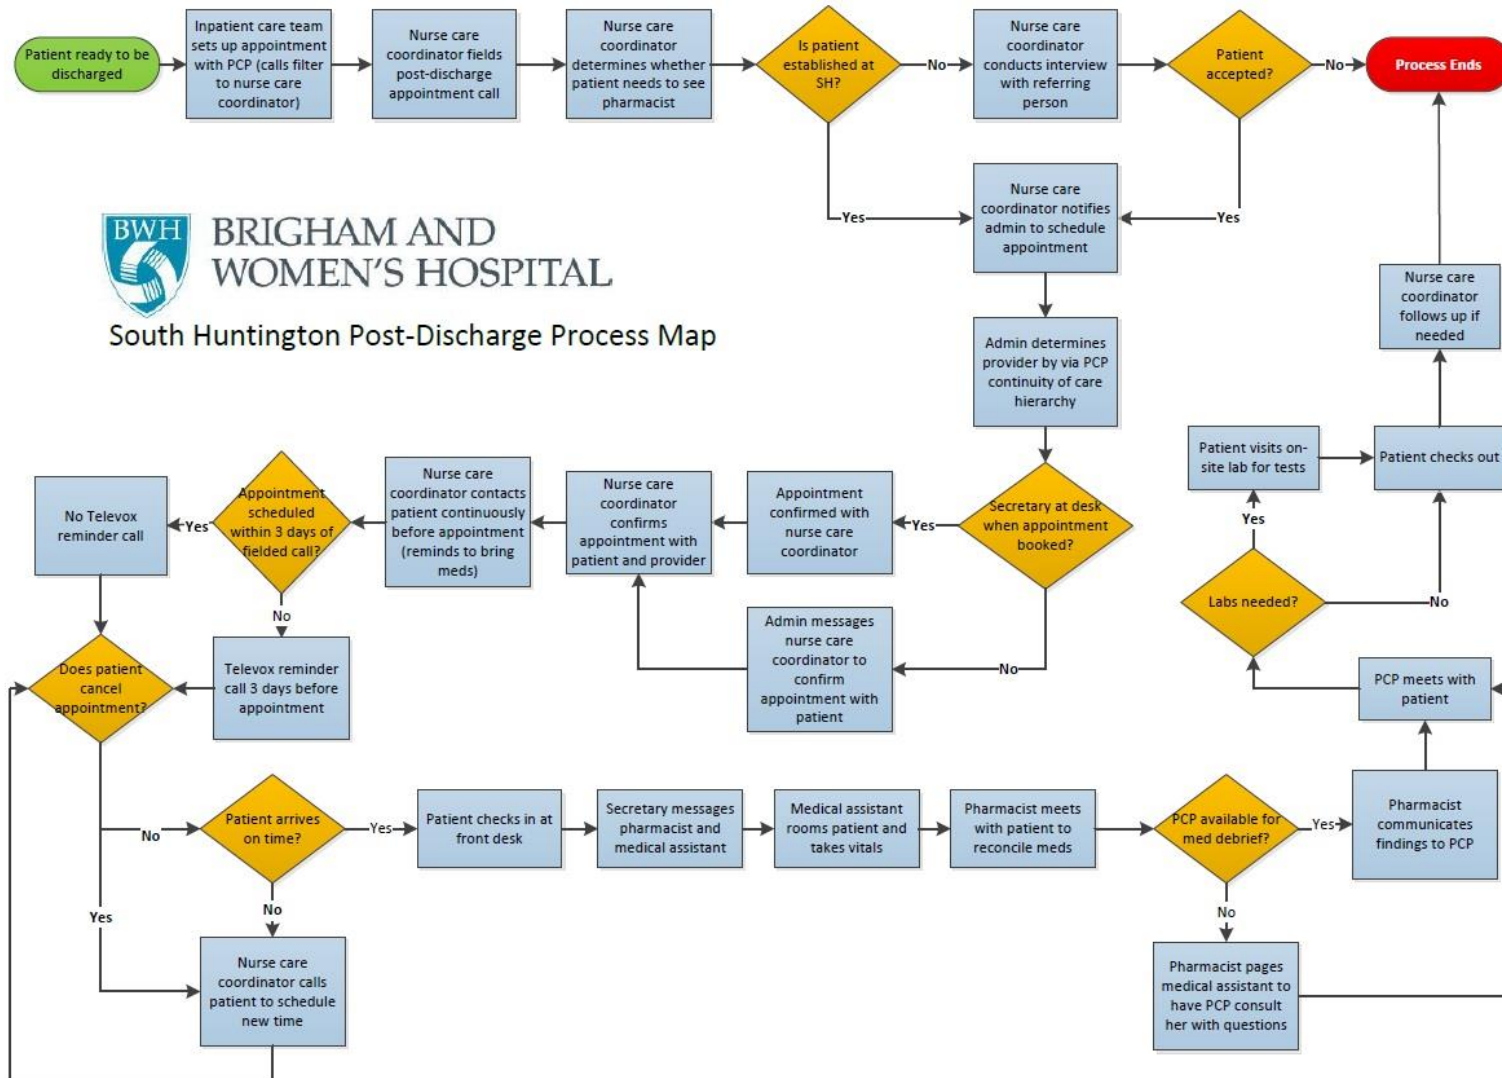 Patient ready to be
discharged
Inpatient care team
sets up appointment
with PCP (calls filter
to nurse care
coordinator)
Nurse care
coordinator fields
post-discharge
appointment call
Nurse care
coordinator
determines whether
patient needs to see
pharmacist
Is patient
established at
SH?
No
Nurse care
coordinator
conducts interview
with referring
person
Patient
accepted?
No
Process Ends
Yes
Nurse care
coordinator notifies
admin to schedule
appointment
Yes
BWH
BRIGHAM AND
WOMEN'S HOSPITAL
South Huntington Post-Discharge Process Map
Nurse care
coordinator
follows up if
needed
Admin determines
provider by via PCP
continuity of care
hierarchy
No Televox
reminder call
Yes
Appointment
scheduled
within 3 days of
fielded call?
Nurse care
coordinator contacts
patient continuously
before appointment
(reminds to bring
meds)
Nurse care
coordinator
confirms
appointment with
patient and provider
Appointment
confirmed with
nurse care
coordinator
Yes
Secretary at desk
when appointment
booked?
Patient visits on-
site lab for tests
Patient checks out
Yes
No
Labs needed?
No
Does patient
cancel
appointment?
Televox reminder
call 3 days before
appointment
Admin messages
nurse care
coordinator to
confirm
appointment with
patient
No
PCP meets with
patient
No
Patient arrives
on time?
Yes
Patient checks in at
front desk
Secretary messages
pharmacist and
medical assistant
Medical assistant
rooms patient and
takes vitals
Pharmacist meets
with patient to
reconcile meds
PCP available for
med debrief?
Yes
Pharmacist
communicates
findings to PCP
Yes
No
No
Nurse care
coordinator calls
patient to schedule
new time
Pharmacist pages
medical assistant to
have PCP consult
her with questions